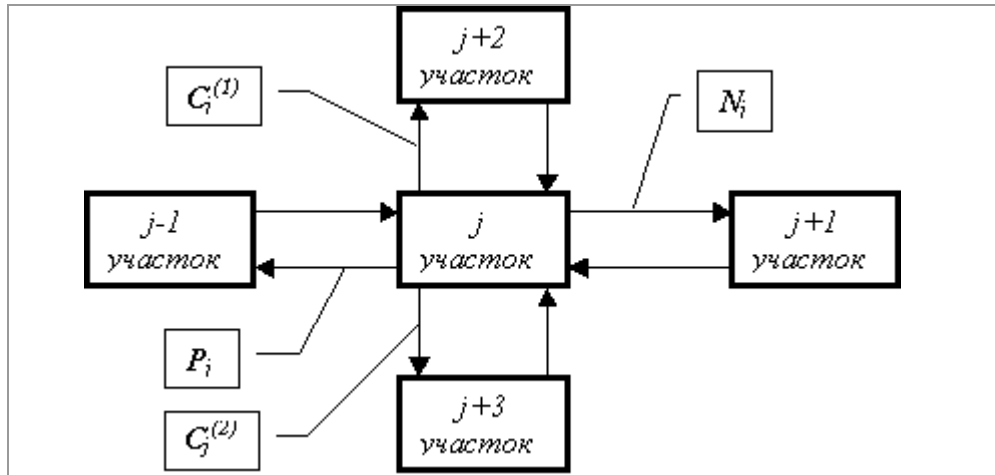 j+2
участок
C_i^(1)
N_i
j-1
участок
j
участок
j+1
участок
P_i
j+3
участок
C_j^(2)